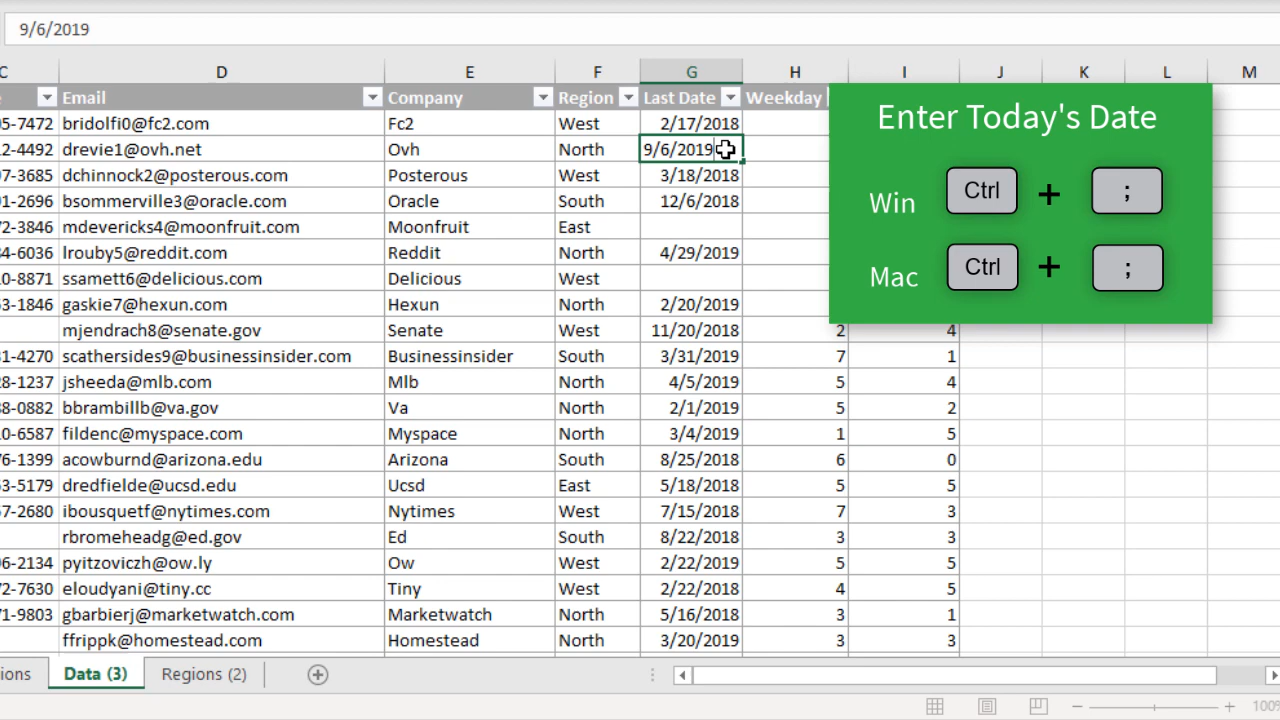 9/6/2019
C D E F G H I J K L M
Email Company Region Last Date Weekday
05-7472 bridolfi0@fc2.com Fc2 West 2/17/2018
12-4492 drevie1@ovh.net Ovh North 9/6/2019
97-3685 dchinnock2@posterous.com Posterous West 3/18/2018
01-2696 bsommerville3@oracle.com Oracle South 12/6/2018
72-3846 mdevericks4@moonfruit.com Moonfruit East
34-6036 lrouby5@reddit.com Reddit North 4/29/2019
10-8871 ssamett6@delicious.com Delicious West
53-1846 gaskie7@hexun.com Hexun North 2/20/2019
mjendrach8@senate.gov Senate West 11/20/2018 2 4
31-4270 scathersides9@businessinsider.com Businessinsider South 3/31/2019 7 1
28-1237 jsheeda@mlb.com Mlb North 4/5/2019 5 4
38-0882 bbrambillb@va.gov Va North 2/1/2019 5 2
10-6587 fildenc@myspace.com Myspace North 3/4/2019 1 5
76-1399 acowburnd@arizona.edu Arizona South 8/25/2018 6 0
53-5179 dredfielde@ucsd.edu Ucsd East 5/18/2018 5 5
57-2680 ibousquetf@nytimes.com Nytimes West 7/15/2018 7 3
rbromeheadg@ed.gov Ed South 8/22/2018 3 3
96-2134 pyitzoviczh@ow.ly Ow West 2/22/2019 5 5
72-7630 eloudyani@tiny.cc Tiny West 2/22/2018 4 5
71-9803 gbarbierj@marketwatch.com Marketwatch North 5/16/2018 3 1
ffrippk@homestead.com Homestead North 3/20/2019 3 3
Enter Today's Date
Win Ctrl + ;
Mac Ctrl + ;
ions Data (3) Regions (2)
100%